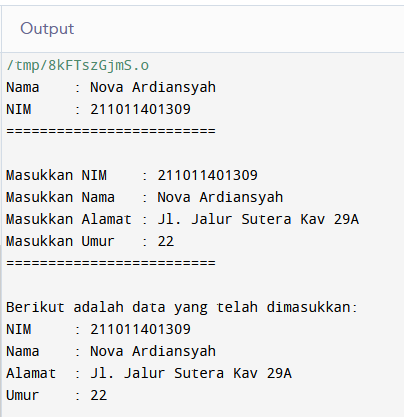 Output
/tmp/8kFTszGjmS.o
Nama    : Nova Ardiansyah
NIM     : 211011401309
=========================
Masukkan NIM    : 211011401309
Masukkan Nama   : Nova Ardiansyah
Masukkan Alamat : Jl. Jalur Sutera Kav 29A
Masukkan Umur   : 22
=========================
Berikut adalah data yang telah dimasukkan:
NIM     : 211011401309
Nama    : Nova Ardiansyah
Alamat  : Jl. Jalur Sutera Kav 29A
Umur    : 22